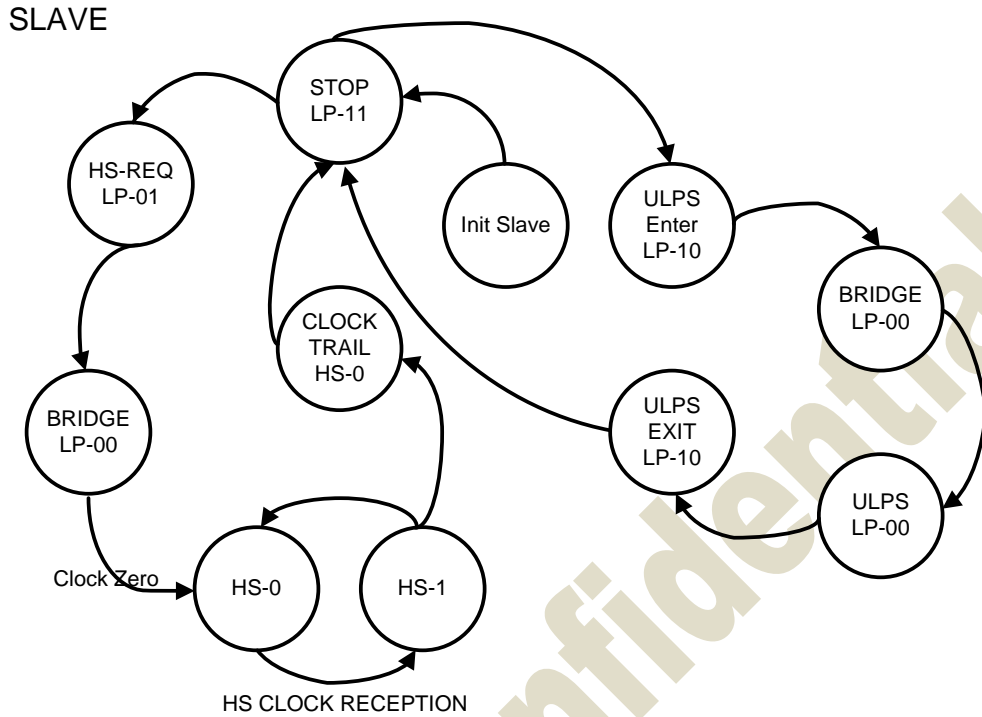 SLAVE
STOP
LP-11
HS-REQ
LP-01
Init Slave
ULPS
Enter
LP-10
BRIDGE
LP-00
CLOCK
TRAIL
HS-0
BRIDGE
LP-00
ULPS
EXIT
LP-10
ULPS
LP-00
Clock Zero
HS-0
HS-1
HS CLOCK RECEPTION
nfidential